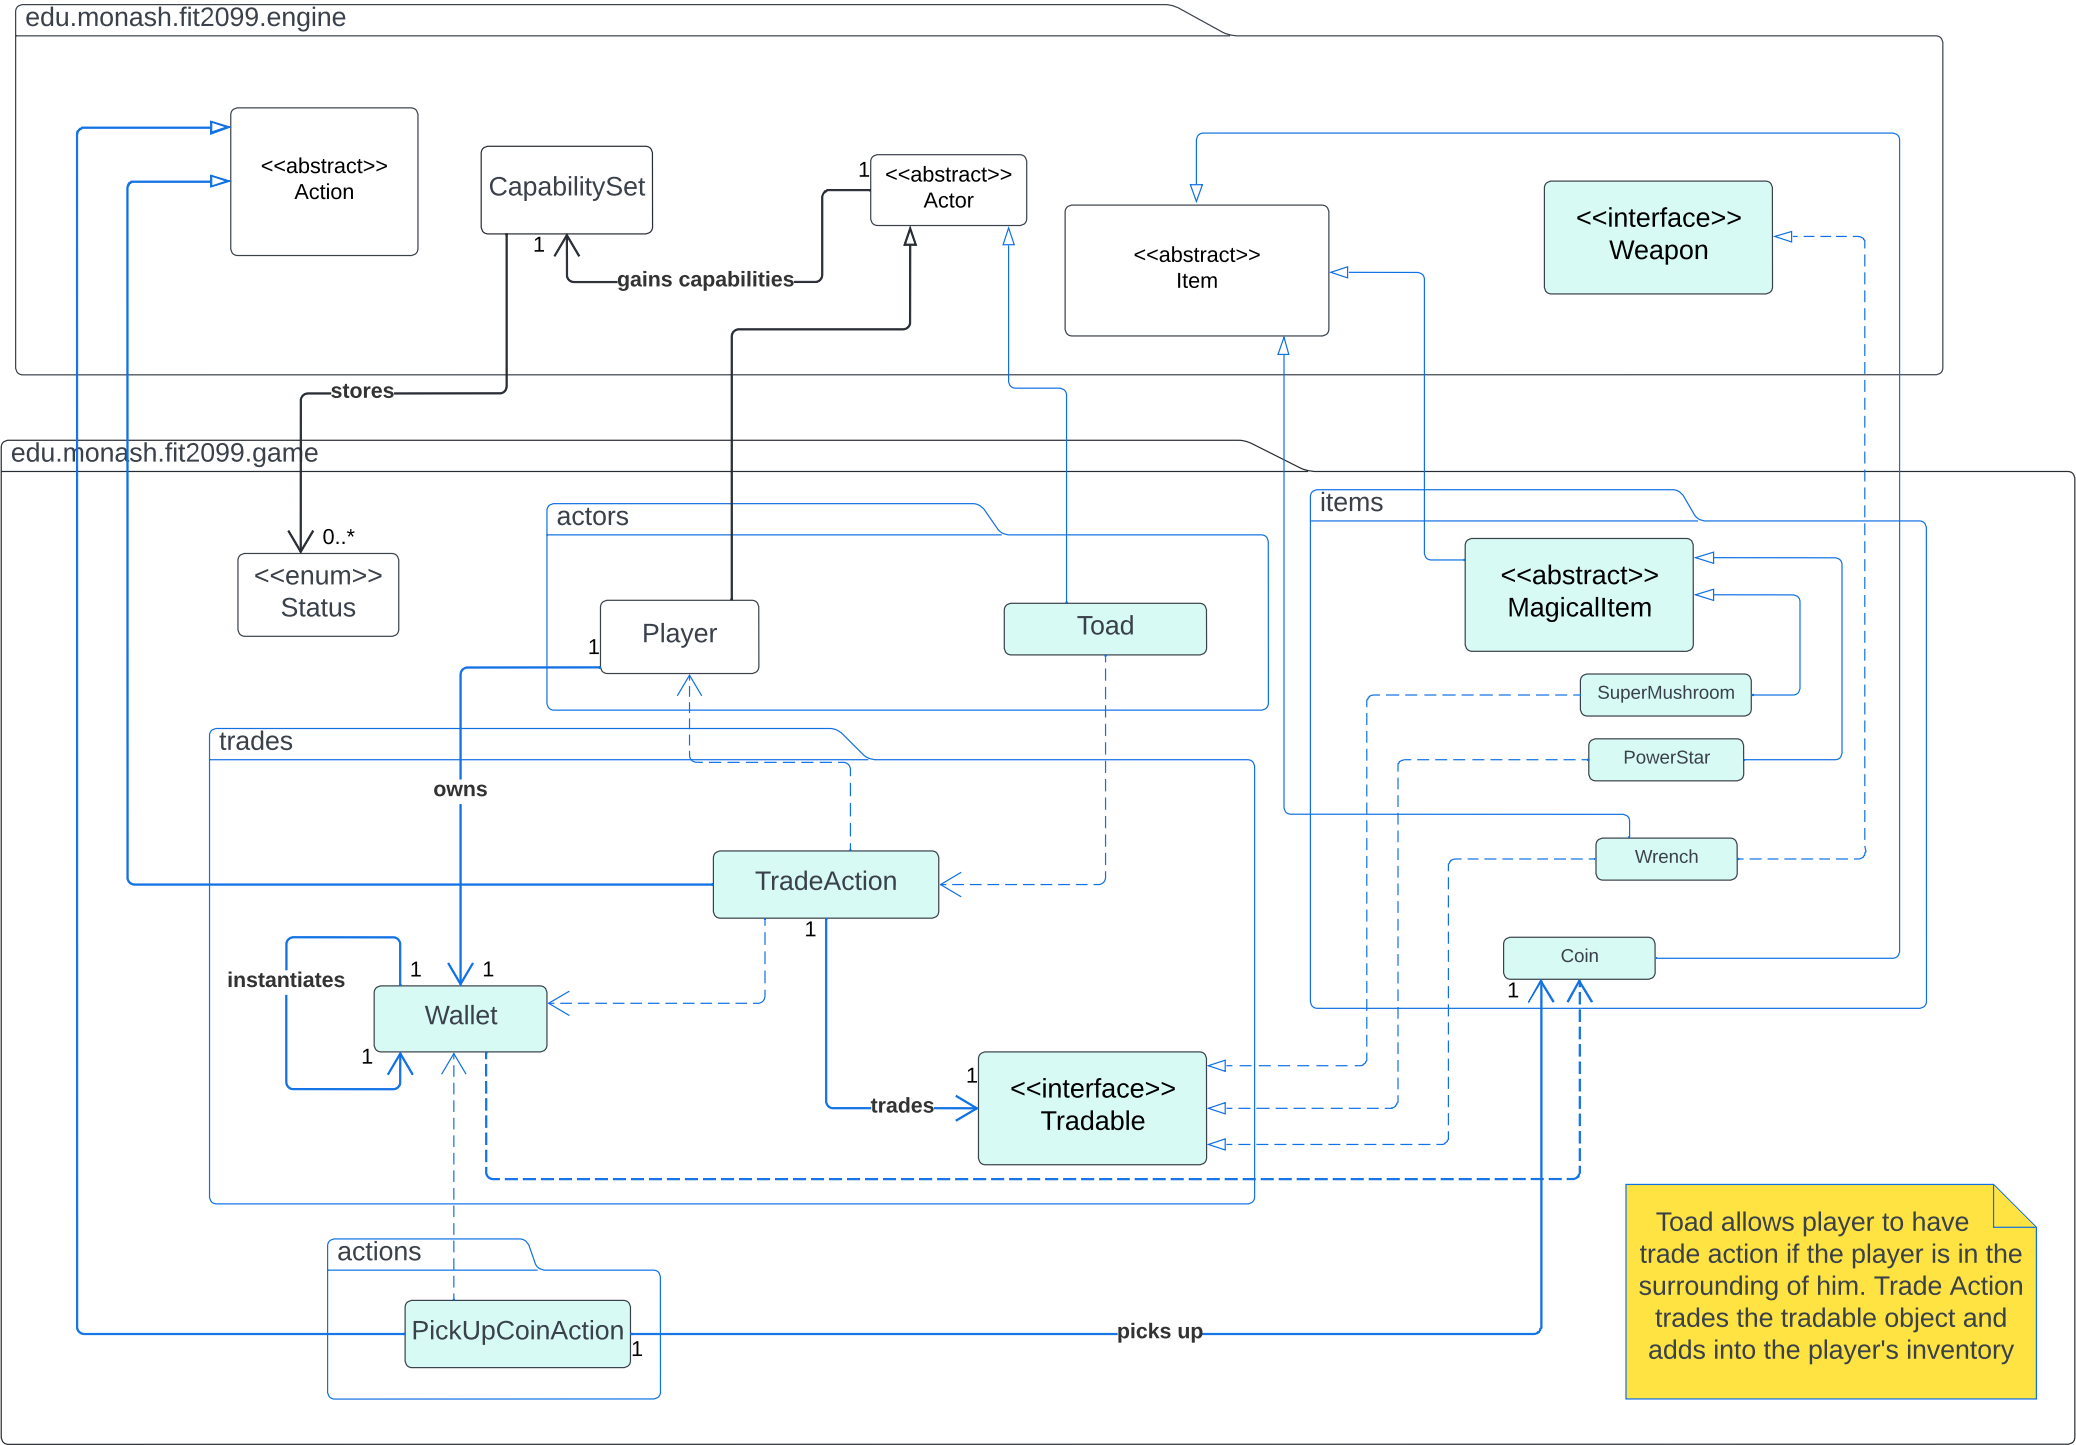 edu.monash.fit2099.engine
<<abstract>>
Action
CapabilitySet
1
<<abstract>>
Actor
1
gains capabilities
<<abstract>>
Item
<<interface>>
Weapon
stores
edu.monash.fit2099.game
0..*
<<enum>>
Status
actors
Player
1
Toad
items
<<abstract>>
MagicalItem
SuperMushroom
PowerStar
Wrench
Coin
1
trades
owns
TradeAction
1
instantiates
1
1
Wallet
1
trades
1
<<interface>>
Tradable
actions
PickUpCoinAction
1
picks up
Toad allows player to have
trade action if the player is in the
surrounding of him. Trade Action
trades the tradable object and
adds into the player's inventory